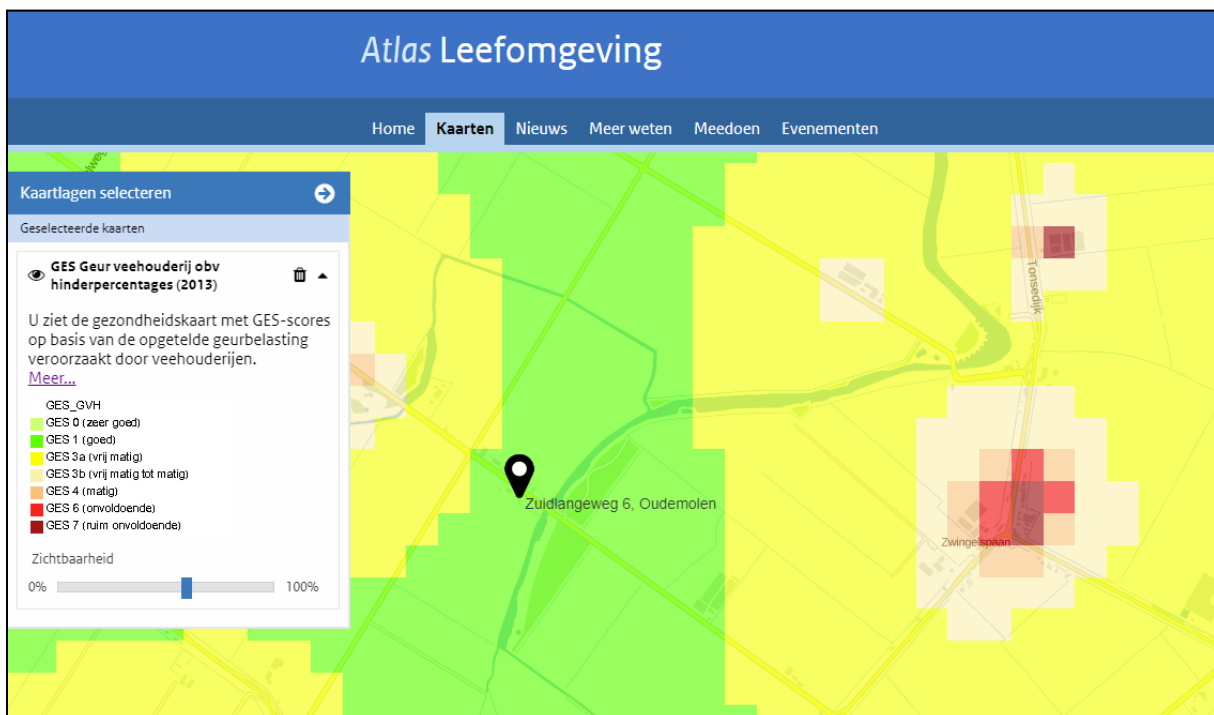 Atlas Leefomgeving
Home Kaarten Nieuws Meer weten Meedoen Evenementen
Kaartlagen selecteren
Geselecteerde kaarten
GES Geur veehouderij obv
hinderpercentages (2013)
U ziet de gezondheidskaart met GES-scores
op basis van de opgetelde geurbelasting
veroorzaakt door veehouderijen.
Meer...
GES_GVH
GES 0 (zeer goed)
GES 1 (goed)
GES 3a (vrij matig)
GES 3b (vrij matig tot matig)
GES 4 (matig)
GES 6 (onvoldoende)
GES 7 (ruim onvoldoende)
Zichtbaarheid
0% 100%
Tonsedijk
Zuidlangeweg 6, Oudemolen
Zwingelspaan